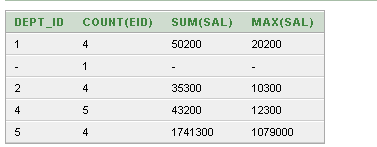 DEPT_ID COUNT(EID) SUM(SAL) MAX(SAL)
1 4 50200 20200
- 1 - -
2 4 35300 10300
4 5 43200 12300
5 4 1741300 1079000